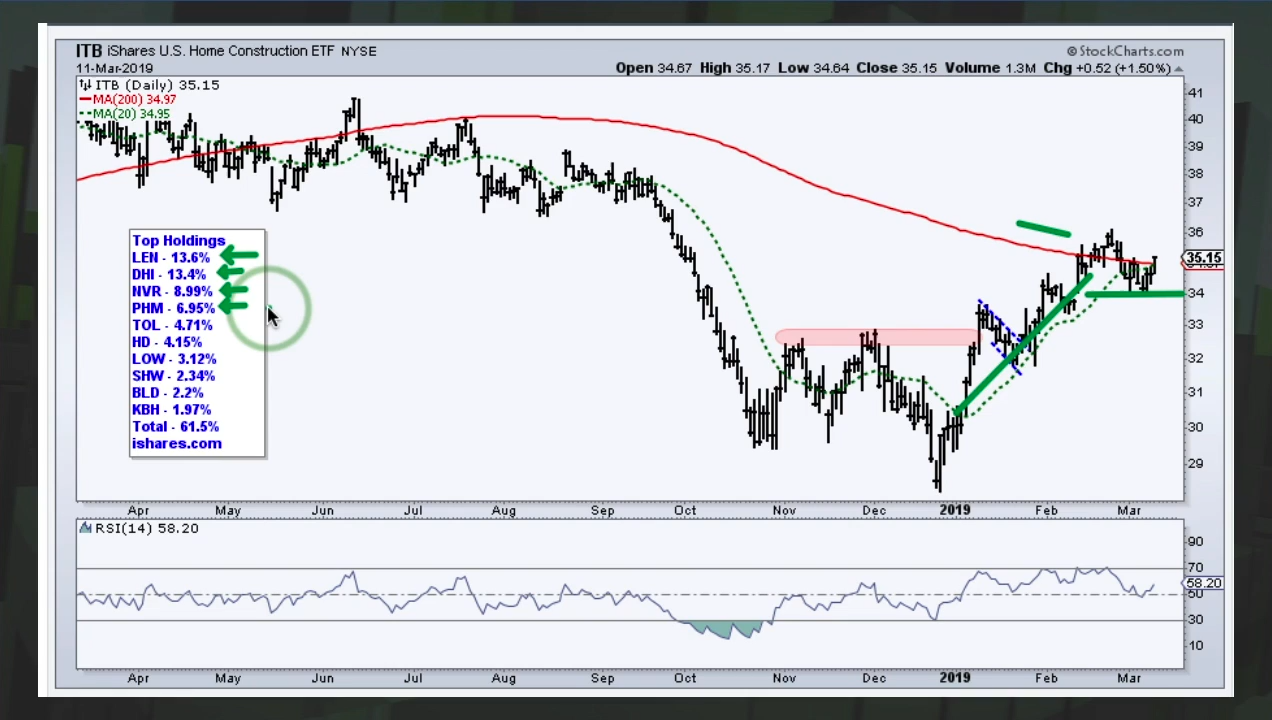 ITB iShares U.S. Home Construction ETF NYSE
© StockCharts.com
11-Mar-2019
Open 34.67 High 35.17 Low 34.64 Close 35.15 Volume 1.3M Chg +0.52 (+1.50%)
ITB (Daily) 35.15
MA(200) 34.97
MA(20) 34.95
41
40
39
38
37
36
35.15
34
33
32
31
30
29
Top Holdings
LEN - 13.6%
DHI - 13.4%
NVR - 8.99%
PHM - 6.95%
TOL - 4.71%
HD - 4.15%
LOW - 3.12%
SHW - 2.34%
BLD - 2.2%
KBH - 1.97%
Total - 61.5%
ishares.com
Apr May Jun Jul Aug Sep Oct Nov Dec 2019 Feb Mar
RSI(14) 58.20
90
70
58.20
50
30
10
Apr May Jun Jul Aug Sep Oct Nov Dec 2019 Feb Mar